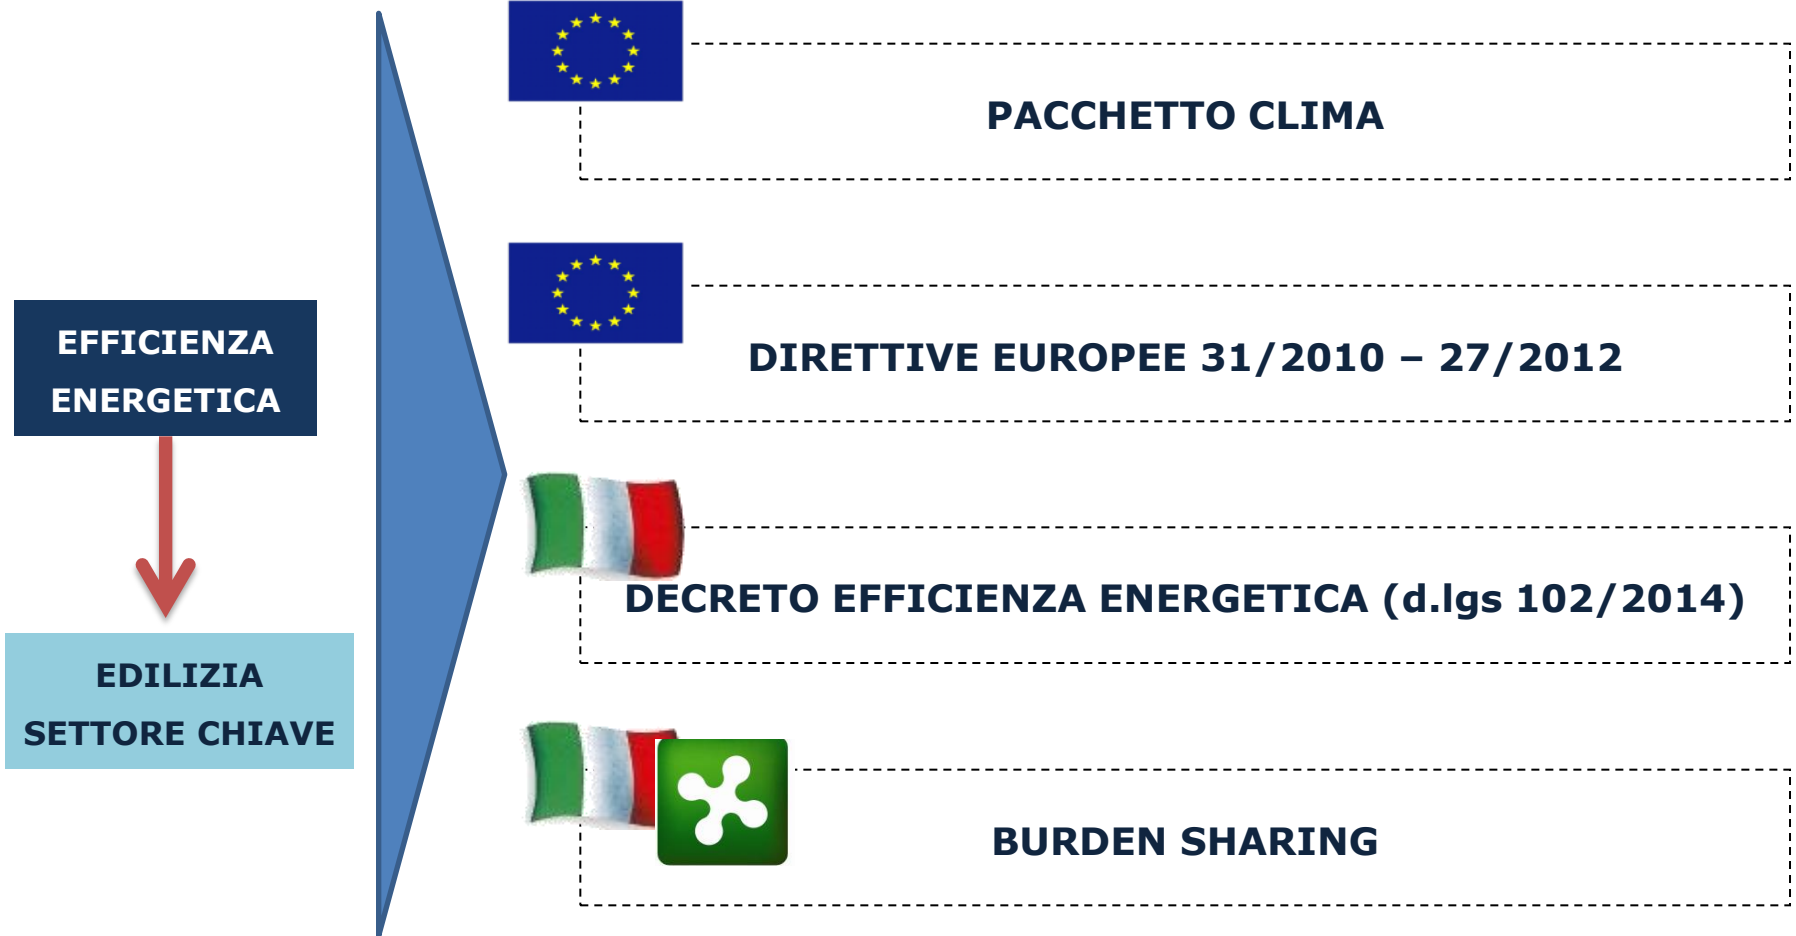 EFFICIENZA
ENERGETICA
EDILIZIA
SETTORE CHIAVE
PACCHETTO CLIMA
DIRETTIVE EUROPEE 31/2010 – 27/2012
DECRETO EFFICIENZA ENERGETICA (d.lgs 102/2014)
BURDEN SHARING